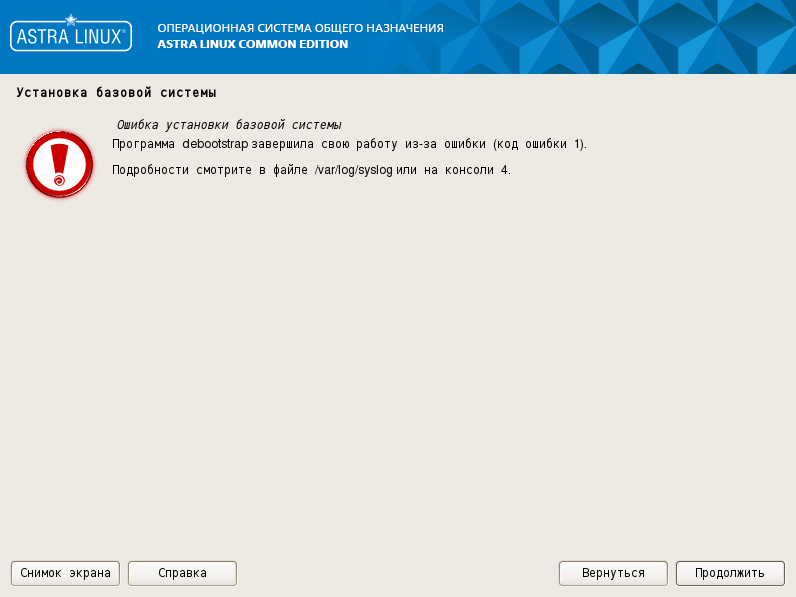 ASTRA LINUX®
ОПЕРАЦИОННАЯ СИСТЕМА ОБЩЕГО НАЗНАЧЕНИЯ
ASTRA LINUX COMMON EDITION
Установка базовой системы
Ошибка установки базовой системы
Программа debootstrap завершила свою работу из-за ошибки (код ошибки 1).
Подробности смотрите в файле /var/log/syslog или на консоли 4.
Снимок экрана
Справка
Вернуться
Продолжить